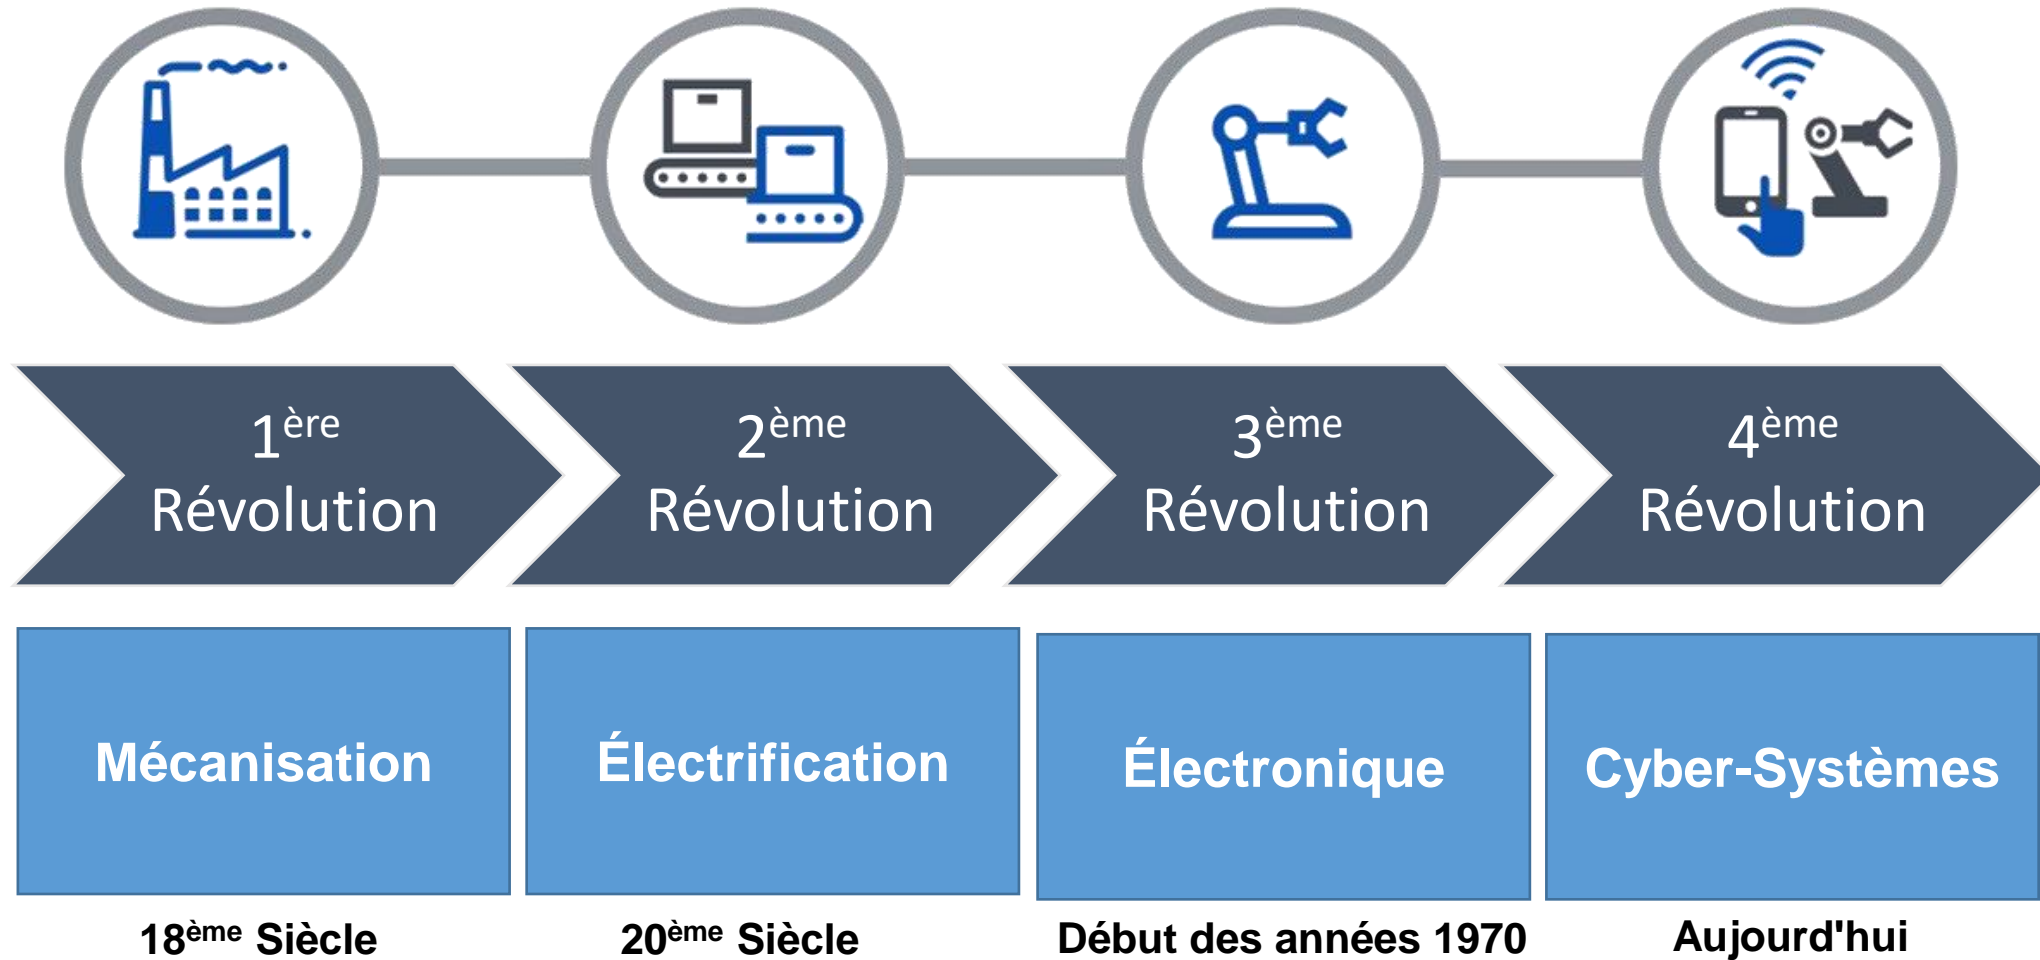 1ère
Révolution
2ème
Révolution
3ème
Révolution
4ème
Révolution
Mécanisation
Électrification
Électronique
Cyber-Systèmes
18ème Siècle
20ème Siècle
Début des années 1970
Aujourd'hui